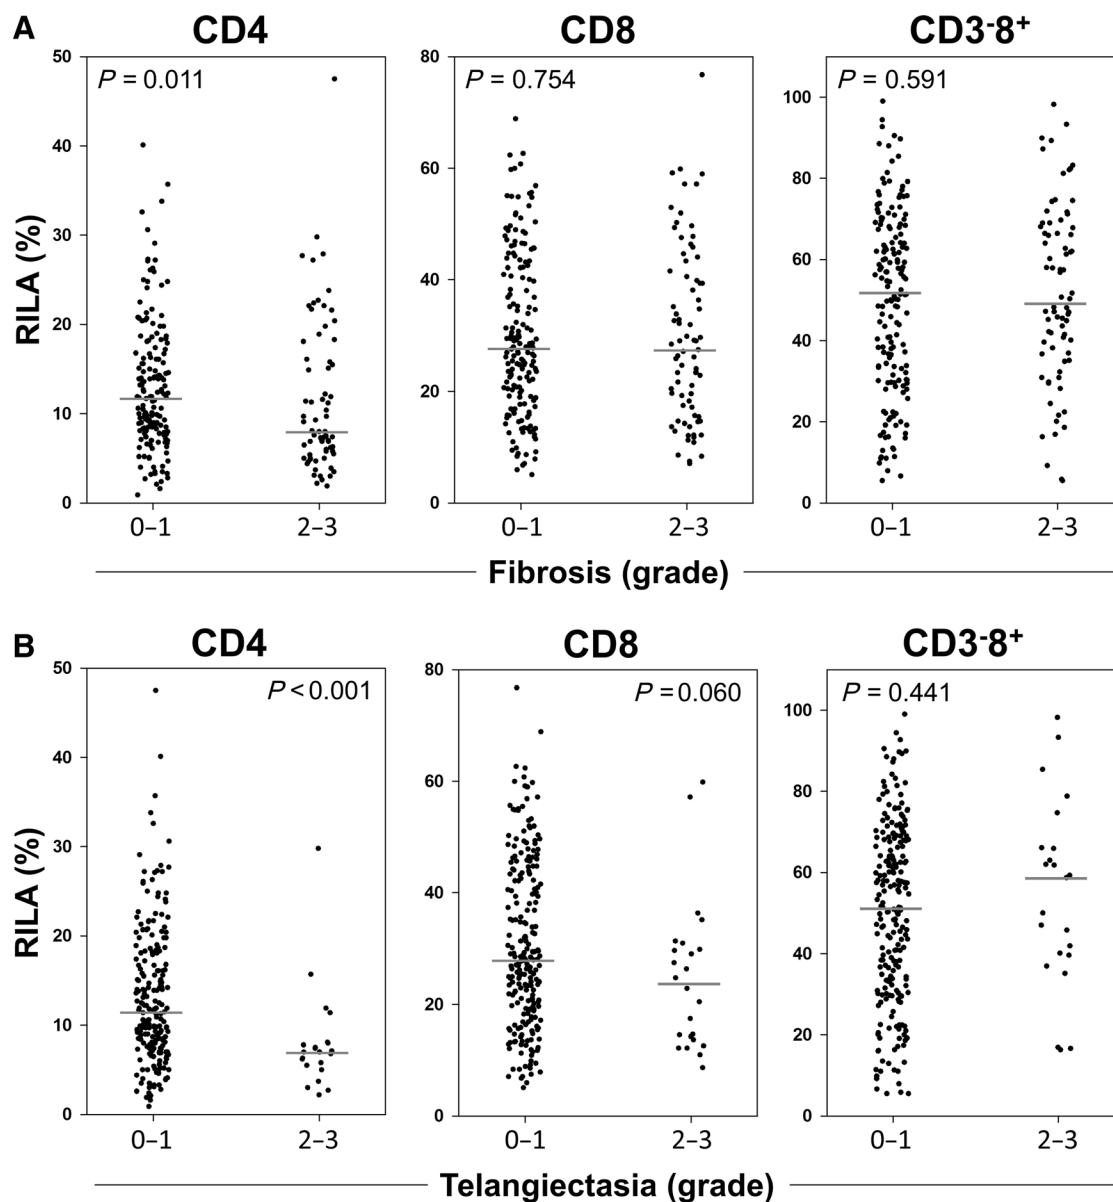 A
CD4 CD8 CD3-8+
P = 0.011 P = 0.754 P = 0.591
RILA (%)
50
40
30
20
10
0
80
60
40
20
0
100
80
60
40
20
0
0–1 2–3 0–1 2–3 0–1 2–3
Fibrosis (grade)
B
CD4 CD8 CD3-8+
P < 0.001 P = 0.060 P = 0.441
RILA (%)
50
40
30
20
10
0
80
60
40
20
0
100
80
60
40
20
0
0–1 2–3 0–1 2–3 0–1 2–3
Telangiectasia (grade)